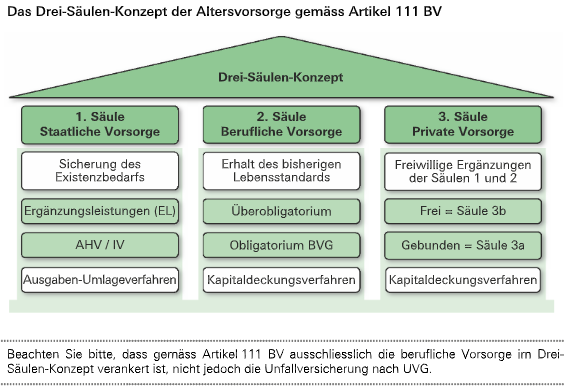 Das Drei-Säulen-Konzept der Altersvorsorge gemäss Artikel 111 BV
Drei-Säulen-Konzept
1. Säule
Staatliche Vorsorge
2. Säule
Berufliche Vorsorge
3. Säule
Private Vorsorge
Sicherung des
Existenzbedarfs
Erhalt des bisherigen
Lebensstandards
Freiwillige Ergänzungen
der Säulen 1 und 2
Ergänzungsleistungen (EL)
Überobligatorium
Frei = Säule 3b
AHV / IV
Obligatorium BVG
Gebunden = Säule 3a
Ausgaben-Umlageverfahren
Kapitaldeckungsverfahren
Kapitaldeckungsverfahren
Beachten Sie bitte, dass gemäss Artikel 111 BV ausschliesslich die berufliche Vorsorge im Drei-
Säulen-Konzept verankert ist, nicht jedoch die Unfallversicherung nach UVG.